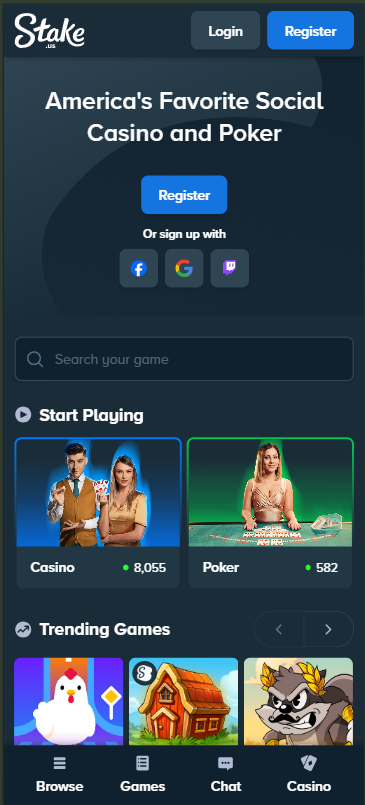 Stake
.us
Login
Register
America's Favorite Social
Casino and Poker
Register
Or sign up with
Search your game
Start Playing
Casino
8,055
Poker
582
Trending Games
Browse
Games
Chat
Casino